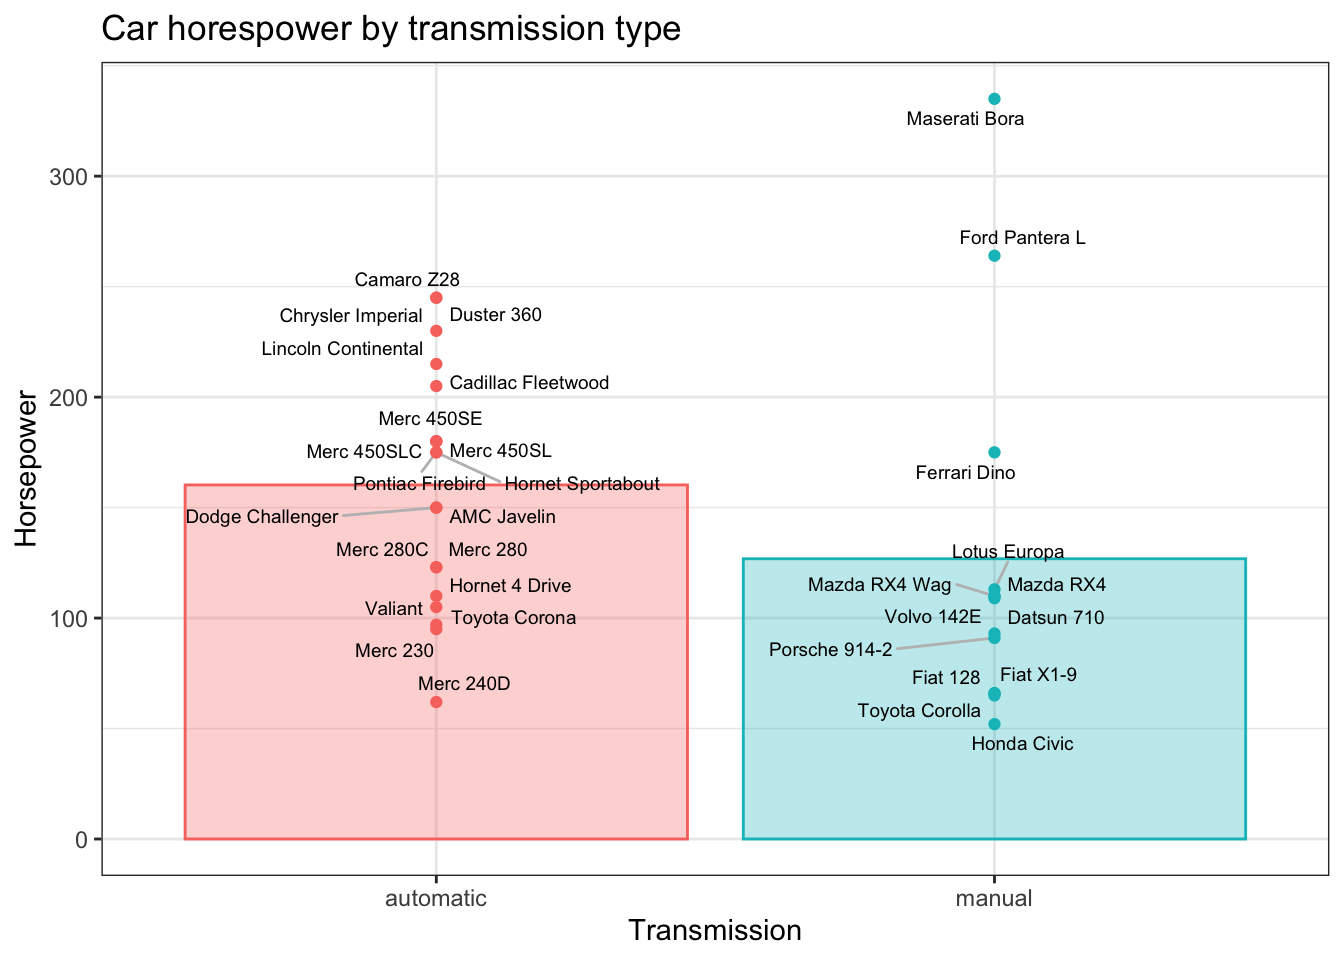 Car horespower by transmission type
Horsepower
300
200
100
0
Camaro Z28
Chrysler Imperial
Duster 360
Lincoln Continental
Cadillac Fleetwood
Merc 450SE
Merc 450SLC
Merc 450SL
Pontiac Firebird
Hornet Sportabout
Dodge Challenger
AMC Javelin
Merc 280C
Merc 280
Hornet 4 Drive
Valiant
Toyota Corona
Merc 230
Merc 240D
Maserati Bora
Ford Pantera L
Ferrari Dino
Lotus Europa
Mazda RX4 Wag
Mazda RX4
Volvo 142E
Datsun 710
Porsche 914-2
Fiat 128
Fiat X1-9
Toyota Corolla
Honda Civic
automatic
manual
Transmission